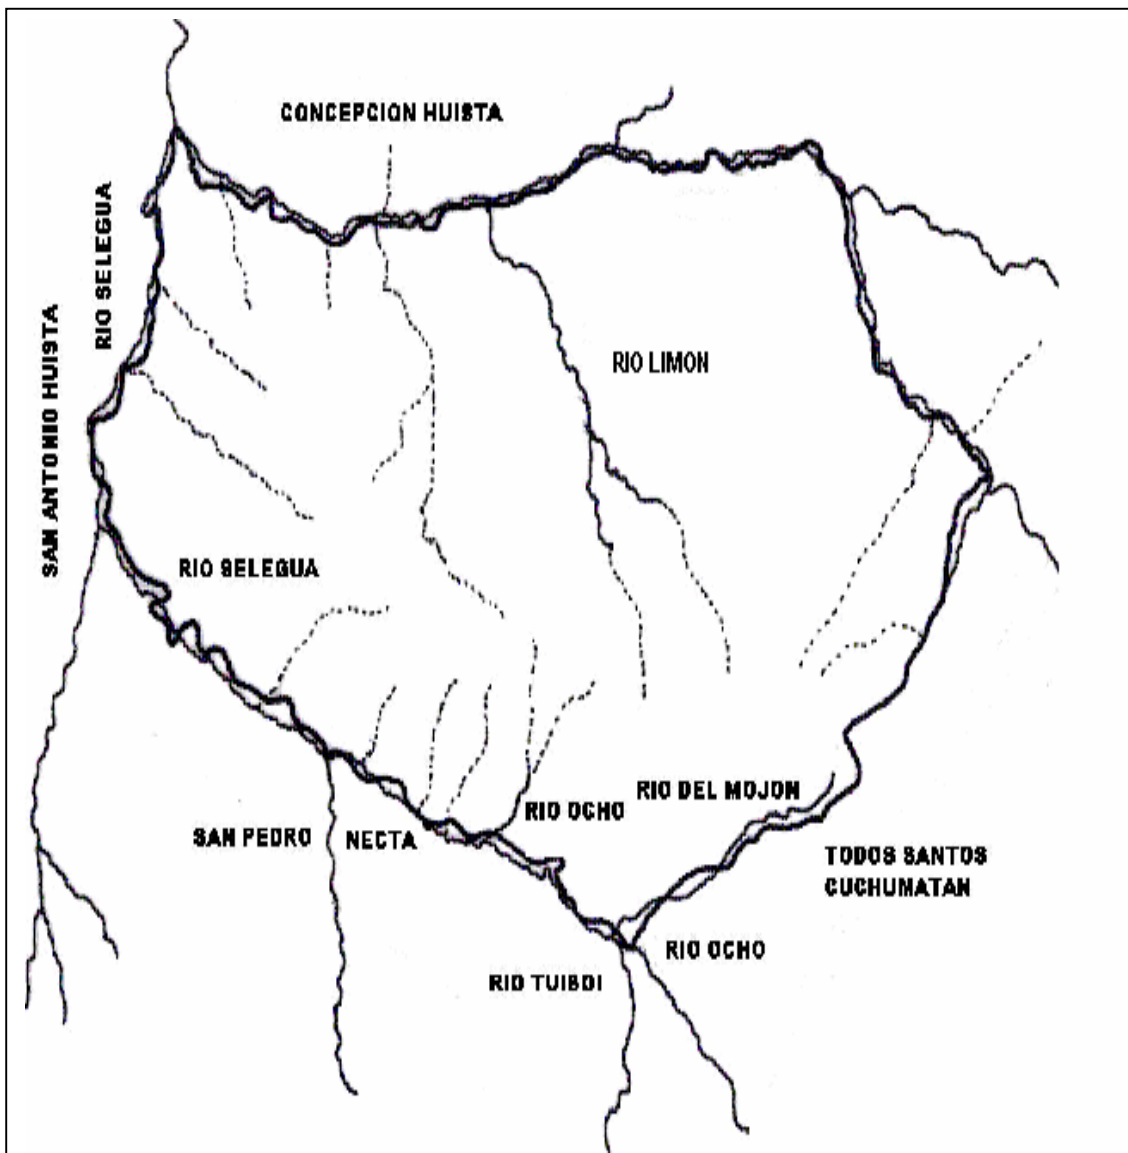 CONCEPCION HUISTA
RIO SELEGUA
SAN ANTONIO HUISTA
RIO LIMON
RIO SELEGUA
RIO DEL MOJON
RIO OCHO
SAN PEDRO NECTA
TODOS SANTOS
CUCHUMATAN
RIO OCHO
RIO TUISDI